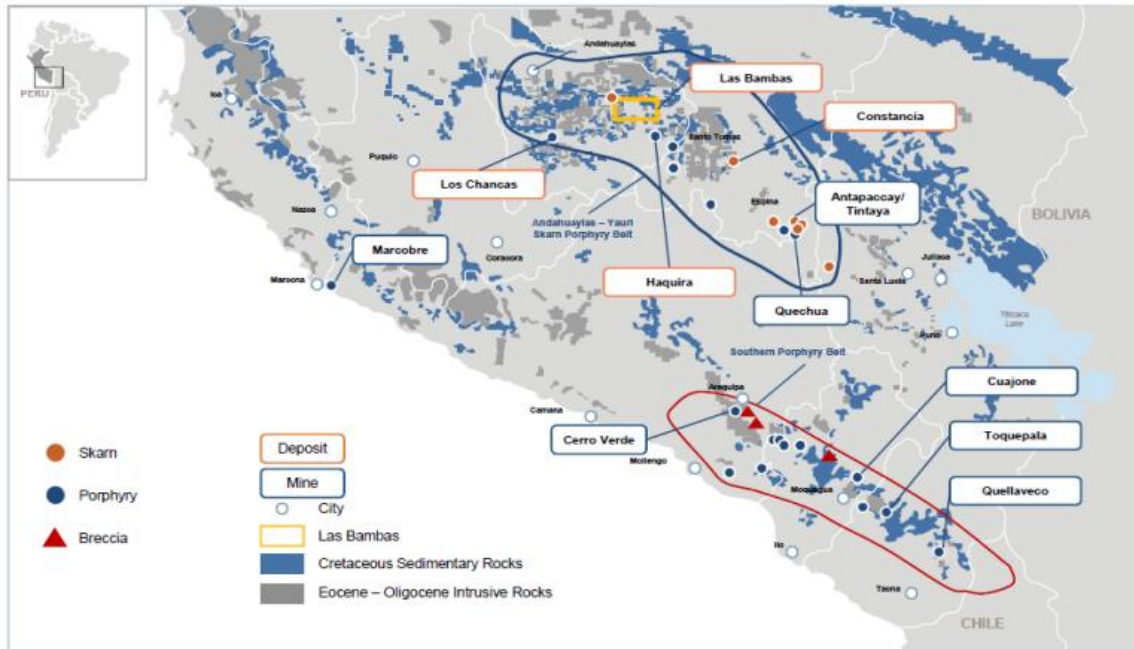 PERU
Andahuaylas
Las Bambas
Ica
Constancia
Santo Tomas
Puquio
Los Chancas
Espina
Antapaccay/
Tintaya
BOLIVIA
Andahuaylas – Yauri
Skarn Porphyry Belt
Nazca
Marcobre
Coracora
Juliaca
Marcona
Haquira
Santa Lucia
Quechua
Titicaca
Lake
Puno
Southern Porphyry Belt
Arequipa
Cuajone
Camana
Cerro Verde
Toquepala
Skarn
Deposit
Mollengo
Porphyry
Mine
Moquegua
Quellaveco
City
Breccia
Las Bambas
Ilo
Cretaceous Sedimentary Rocks
Eocene – Oligocene Intrusive Rocks
Tacna
CHILE